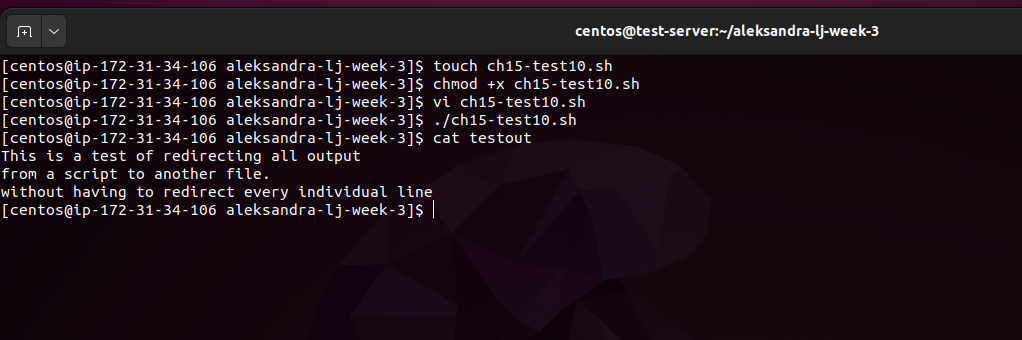 centos@test-server:~/aleksandra-lj-week-3
[centos@ip-172-31-34-106 aleksandra-lj-week-3]$ touch ch15-test10.sh
[centos@ip-172-31-34-106 aleksandra-lj-week-3]$ chmod +x ch15-test10.sh
[centos@ip-172-31-34-106 aleksandra-lj-week-3]$ vi ch15-test10.sh
[centos@ip-172-31-34-106 aleksandra-lj-week-3]$ ./ch15-test10.sh
[centos@ip-172-31-34-106 aleksandra-lj-week-3]$ cat testout
This is a test of redirecting all output
from a script to another file.
without having to redirect every individual line
[centos@ip-172-31-34-106 aleksandra-lj-week-3]$